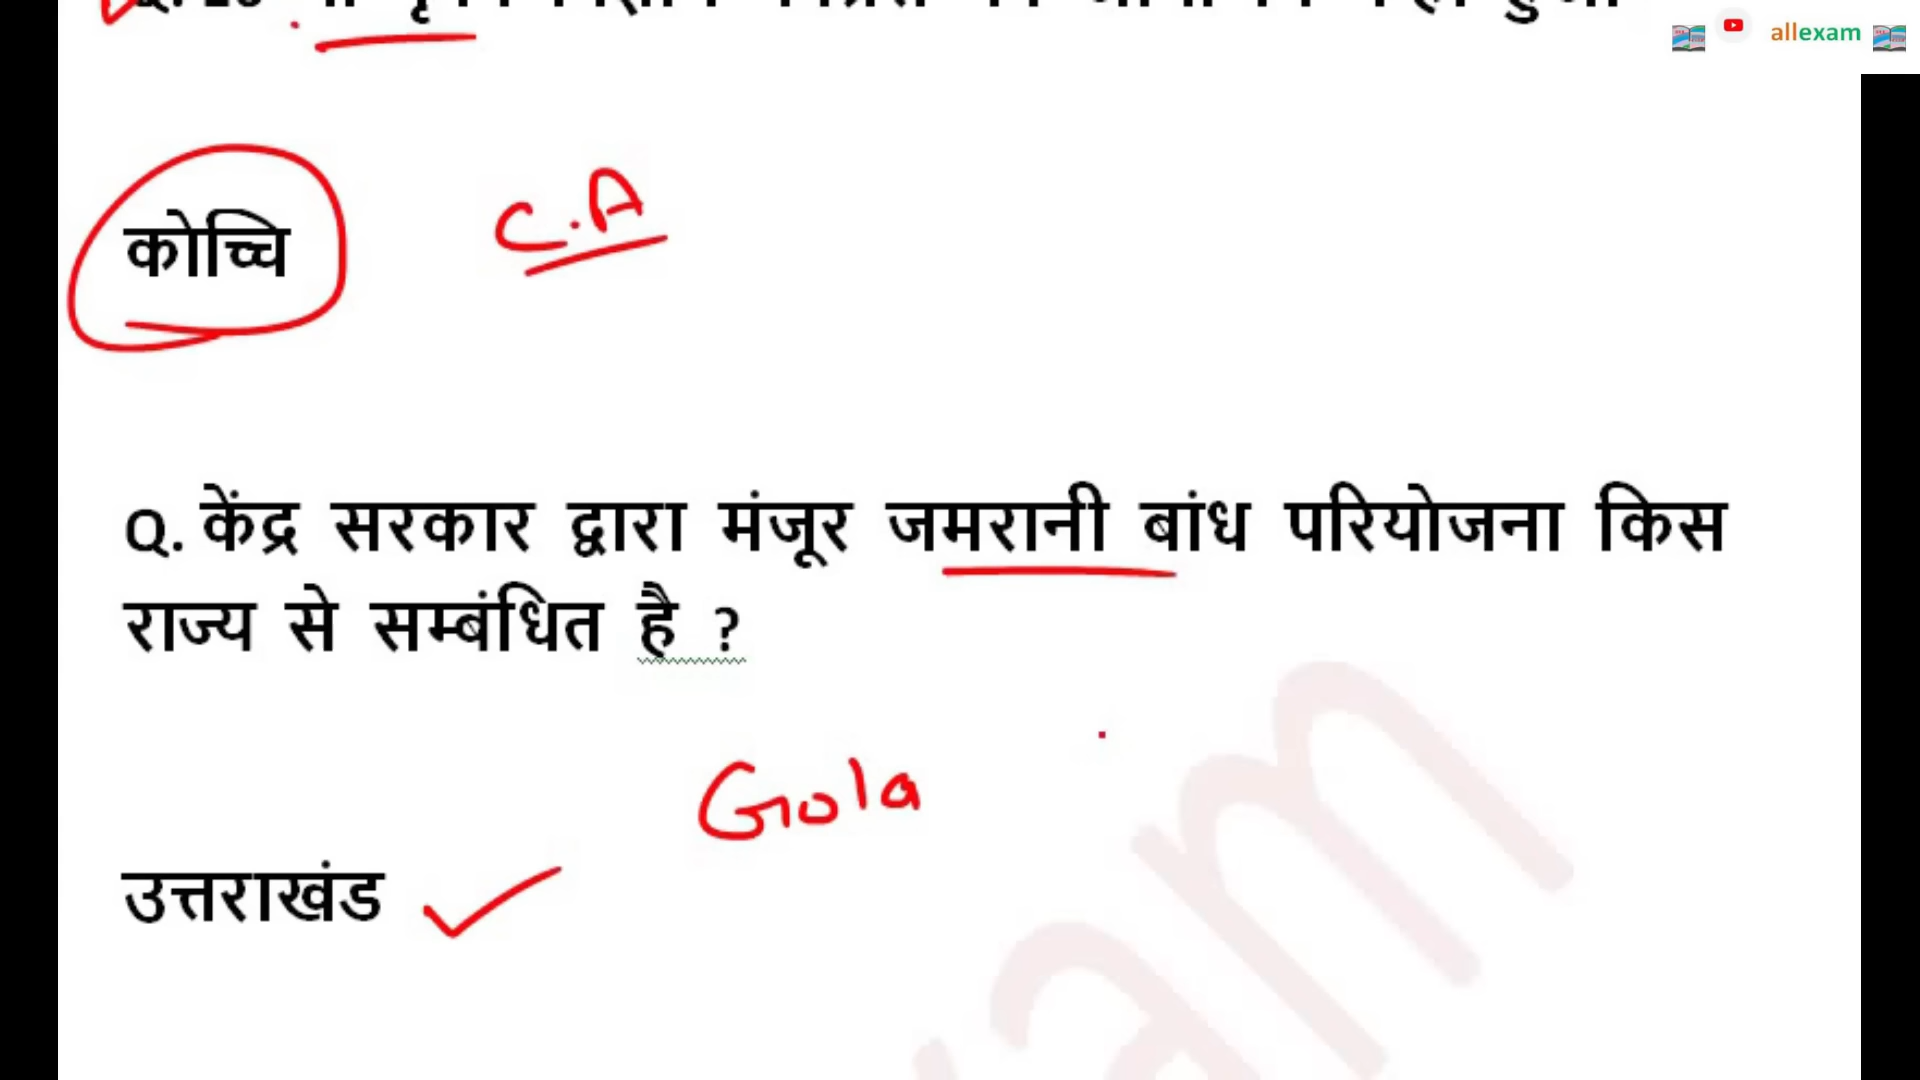 allexam
कोच्चि C.A
Q. केंद्र सरकार द्वारा मंजूर जमरानी बांध परियोजना किस
राज्य से सम्बंधित है ?
Gola
उत्तराखंड